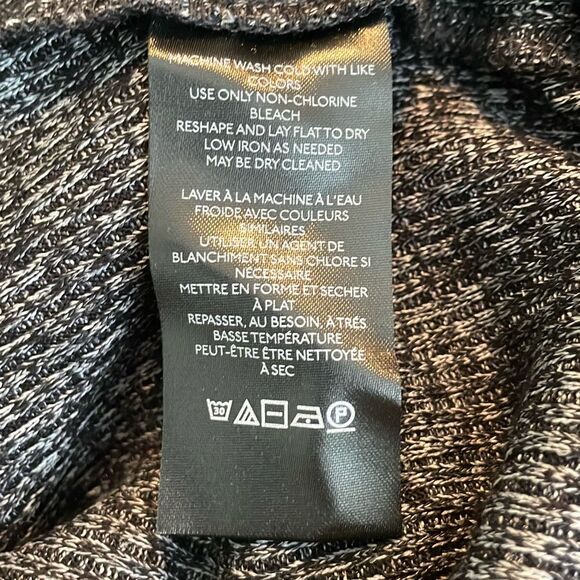 MACHINE WASH COLD WITH LIKE
COLORS
USE ONLY NON-CHLORINE
BLEACH
RESHAPE AND LAY FLAT TO DRY
LOW IRON AS NEEDED
MAY BE DRY CLEANED
LAVER À LA MACHINE À L'EAU
FROIDE AVEC COULEURS
SIMILAIRES
UTILISER UN AGENT DE
BLANCHIMENT SANS CHLORE SI
NÉCESSAIRE
METTRE EN FORME ET SECHER
À PLAT
REPASSER, AU BESOIN, À TRÉS
BASSE TEMPÉRATURE
PEUT-ÊTRE ÊTRE NETTOYÉE
À SEC
30 P